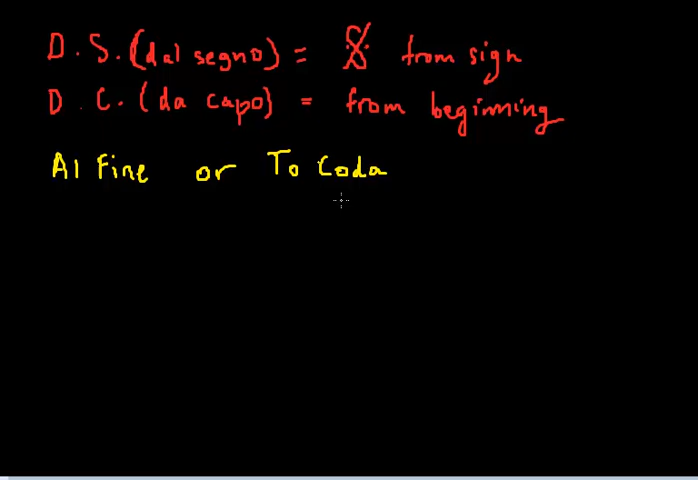 D.S. (dal segno) = 𝄋 from sign
D.C. (da capo) = from beginning
Al Fine or To Coda